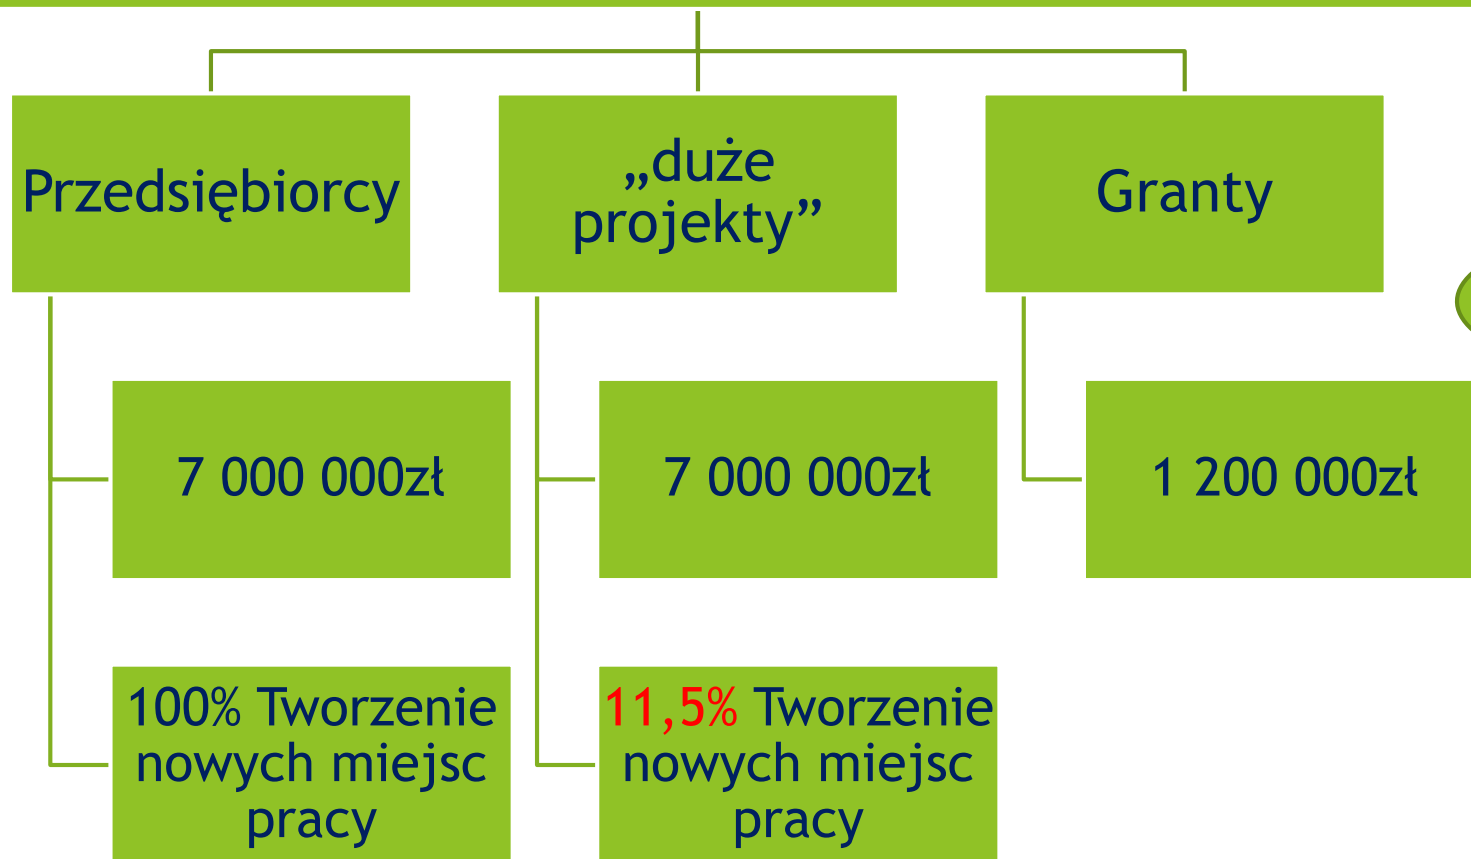 Przedsiębiorcy
„duże
projekty”
Granty
7 000 000zł
7 000 000zł
1 200 000zł
100% Tworzenie
nowych miejsc
pracy
11,5% Tworzenie
nowych miejsc
pracy